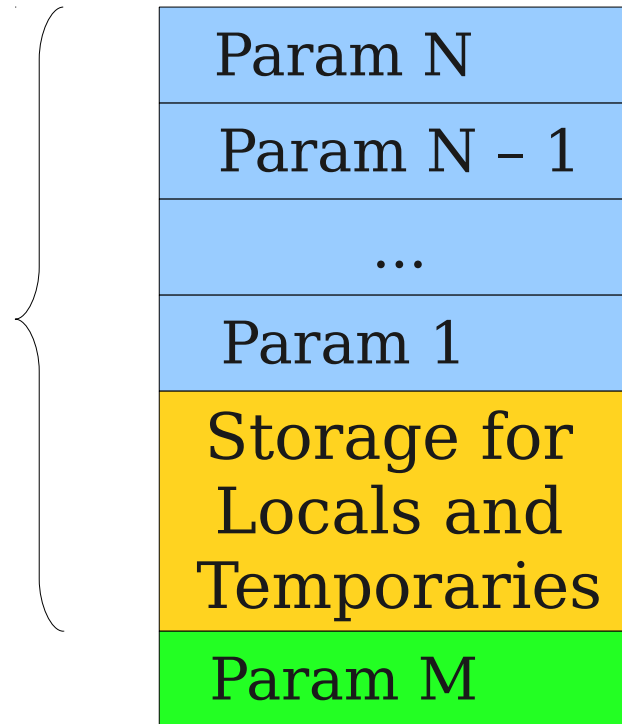 Param N
Param N – 1
...
Param 1
Storage for
Locals and
Temporaries
Param M